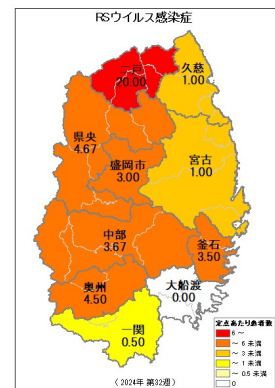 RSウイルス感染症
二戸
20.00
久慈
1.00
県央
4.67
盛岡市
3.00
宮古
1.00
中部
3.67
釜石
3.50
奥州
4.50
大船渡
0.00
一関
0.50
定点あたり患者数
6 ~
~ 6 未満
~ 3 未満
~ 1 未満
~ 0.5 未満
0
( 2024年 第32週 )